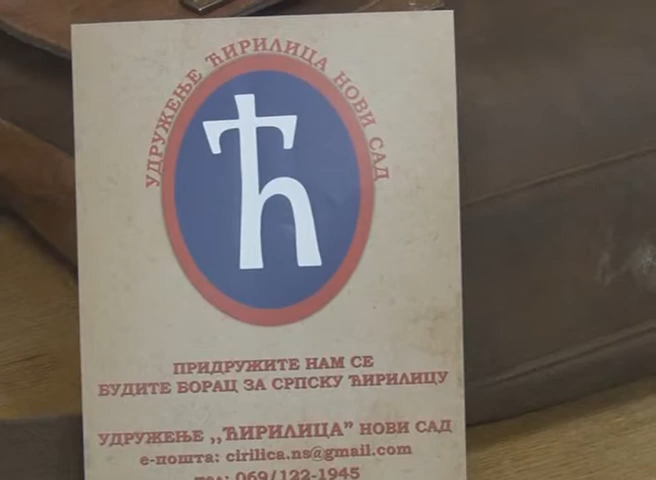 УДРУЖЕЊЕ ЋИРИЛИЦА НОВИ САД
Ћ
ПРИДРУЖИТЕ НАМ СЕ
БУДИТЕ БОРАЦ ЗА СРПСКУ ЋИРИЛИЦУ
УДРУЖЕЊЕ ,,ЋИРИЛИЦА" НОВИ САД
е-пошта: cirilica.ns@gmail.com
тел: 069/122-1945